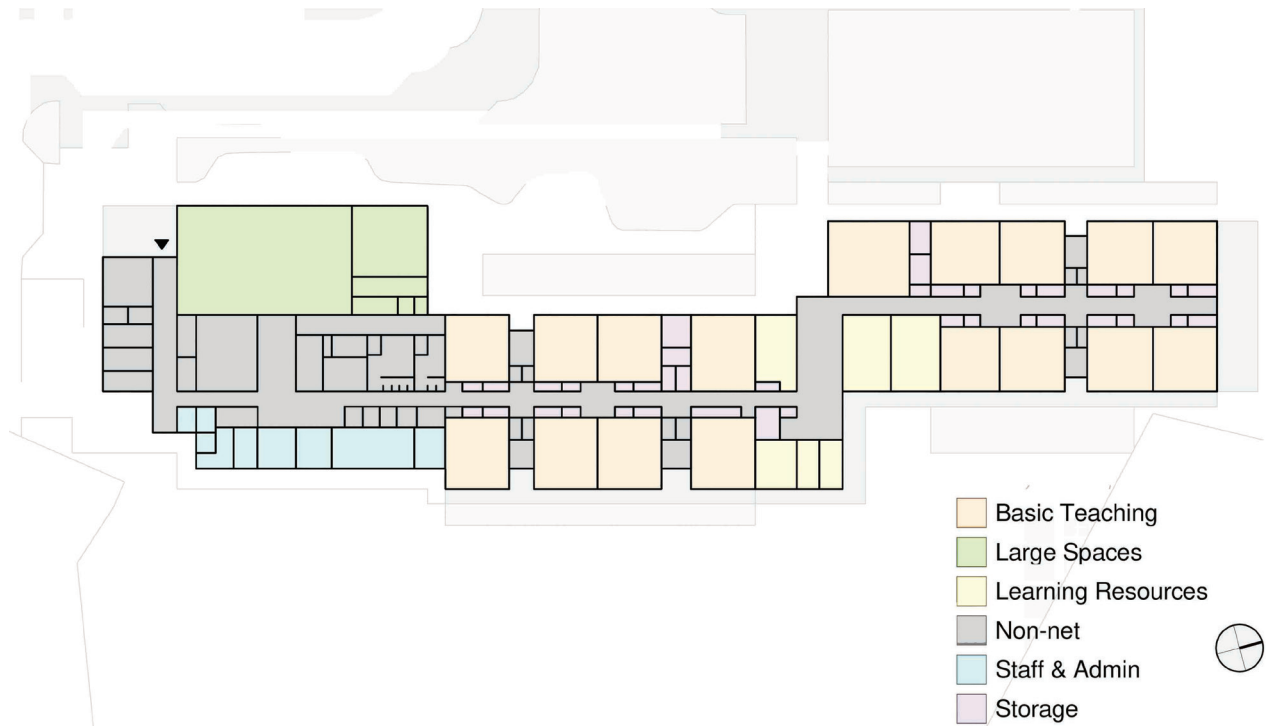 Basic Teaching
Large Spaces
Learning Resources
Non-net
Staff & Admin
Storage